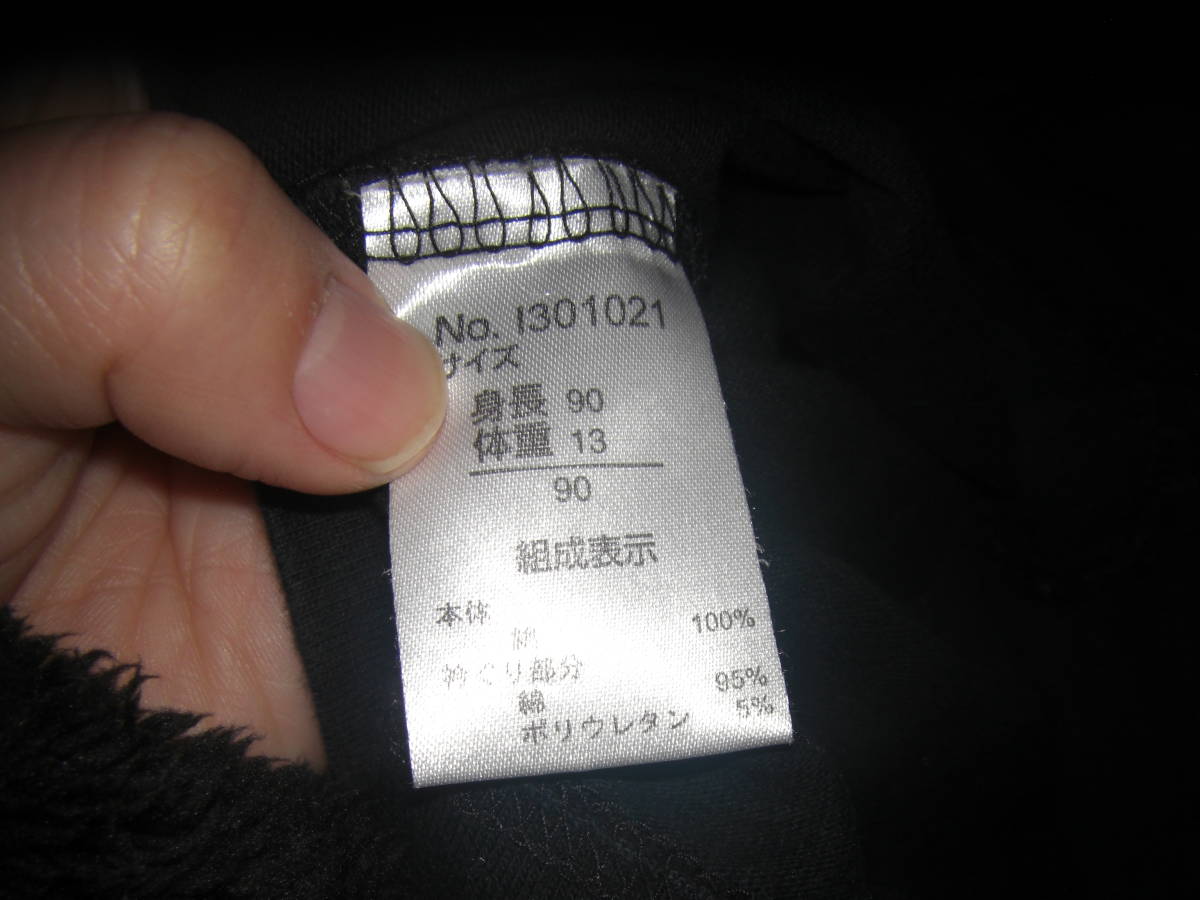 No. I301021
サイズ
身長 90
体重 13
90
組成表示
本体
綿 100%
衿ぐり部分
綿 95%
ポリウレタン 5%